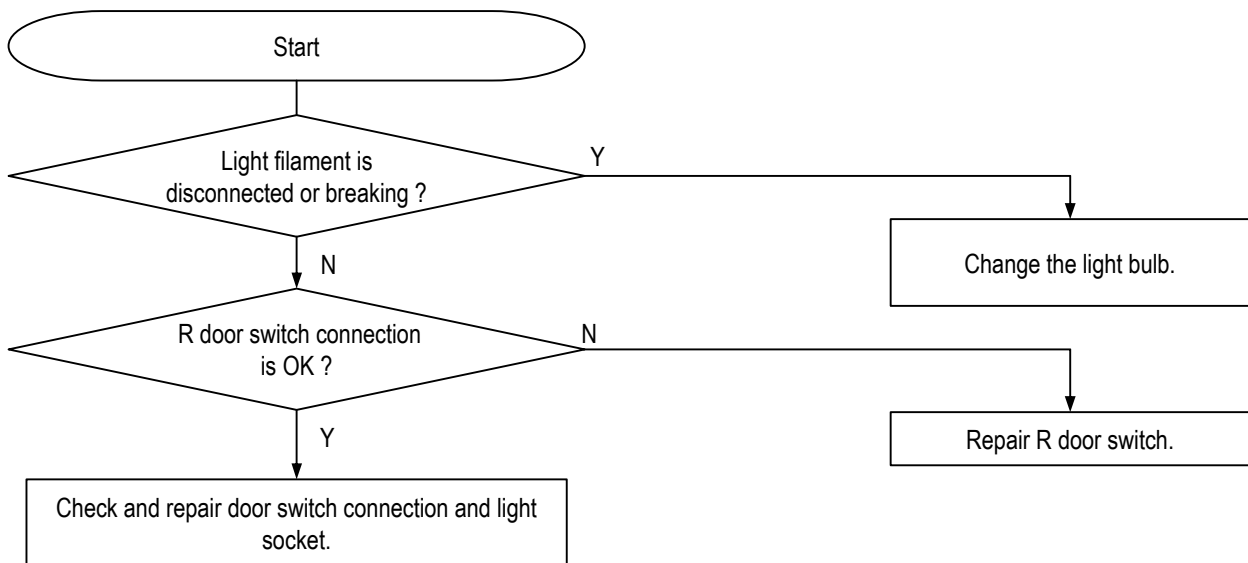 Start
Light filament is
disconnected or breaking ?
Y
Change the light bulb.
N
R door switch connection
is OK ?
N
Repair R door switch.
Y
Check and repair door switch connection and light
socket.